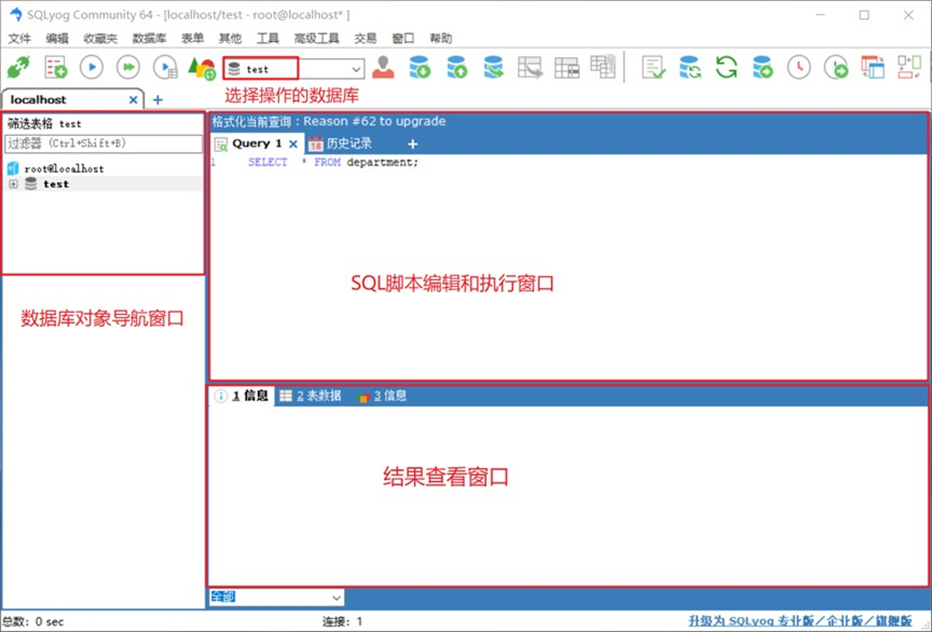 SQLyog Community 64 - [localhost/test - root@localhost* ]
文件 编辑 收藏夹 数据库 表单 其他 工具 高级工具 交易 窗口 帮助
test
选择操作的数据库
localhost
筛选表格 test
过滤器 (Ctrl+Shift+B)
root@localhost
test
数据库对象导航窗口
格式化当前查询 : Reason #62 to upgrade
Query 1 18 历史记录
1 SELECT * FROM department;
SQL脚本编辑和执行窗口
1 信息 2 表数据 3 信息
结果查看窗口
全部
总数: 0 sec 连接: 1 升级为 SQLyog 专业版/企业版/旗舰版